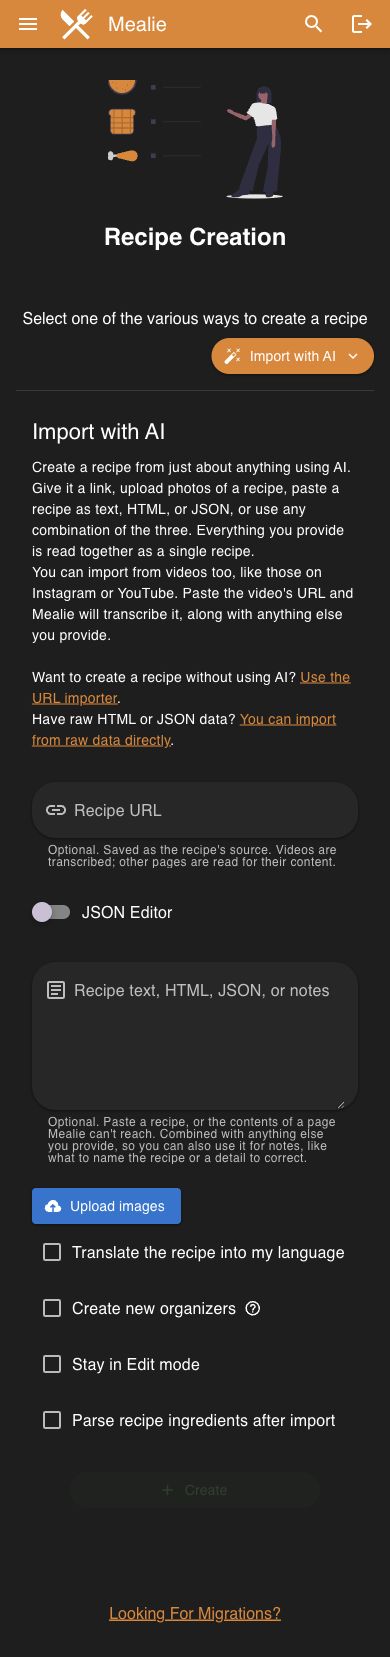 Mealie
Recipe Creation
Select one of the various ways to create a recipe
Import with AI
Import with AI
Create a recipe from just about anything using AI.
Give it a link, upload photos of a recipe, paste a
recipe as text, HTML, or JSON, or use any
combination of the three. Everything you provide
is read together as a single recipe.
You can import from videos too, like those on
Instagram or YouTube. Paste the video's URL and
Mealie will transcribe it, along with anything else
you provide.
Want to create a recipe without using AI? Use the
URL importer.
Have raw HTML or JSON data? You can import
from raw data directly.
Recipe URL
Optional. Saved as the recipe's source. Videos are
transcribed; other pages are read for their content.
JSON Editor
Recipe text, HTML, JSON, or notes
Optional. Paste a recipe, or the contents of a page
Mealie can't reach. Combined with anything else
you provide, so you can also use it for notes, like
what to name the recipe or a detail to correct.
Upload images
Translate the recipe into my language
Create new organizers
Stay in Edit mode
Parse recipe ingredients after import
Create
Looking For Migrations?